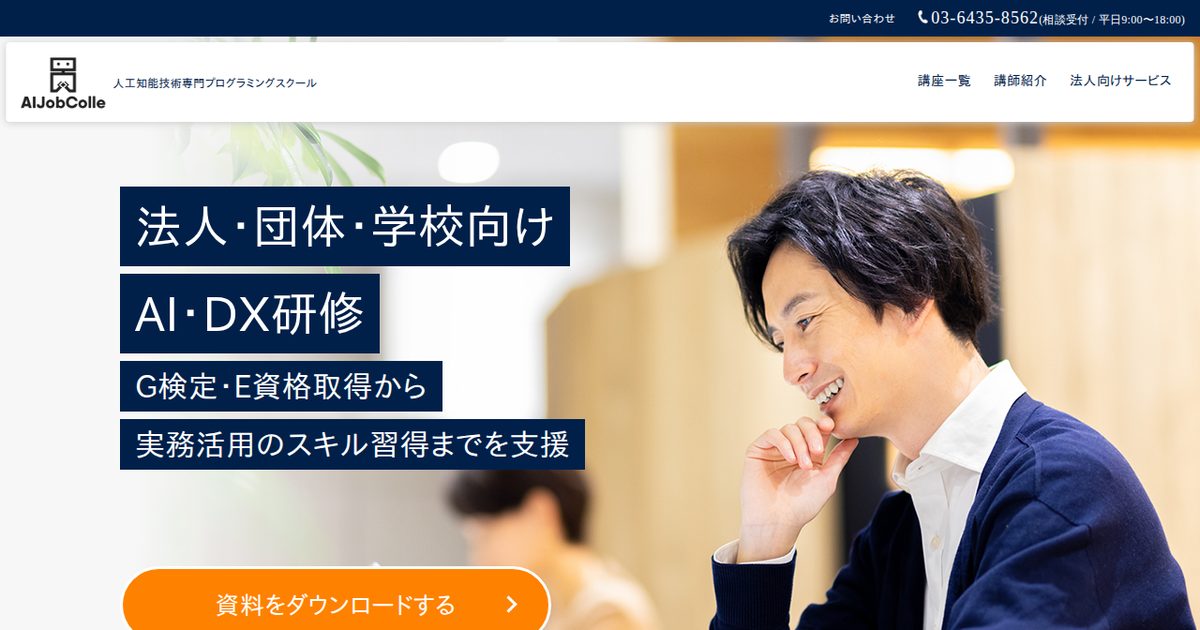 お問い合わせ 03-6435-8562(相談受付 / 平日9:00〜18:00)
AIJobColle
人工知能技術専門プログラミングスクール
講座一覧 講師紹介 法人向けサービス
法人・団体・学校向け
AI・DX研修
G検定・E資格取得から
実務活用のスキル習得までを支援
資料をダウンロードする